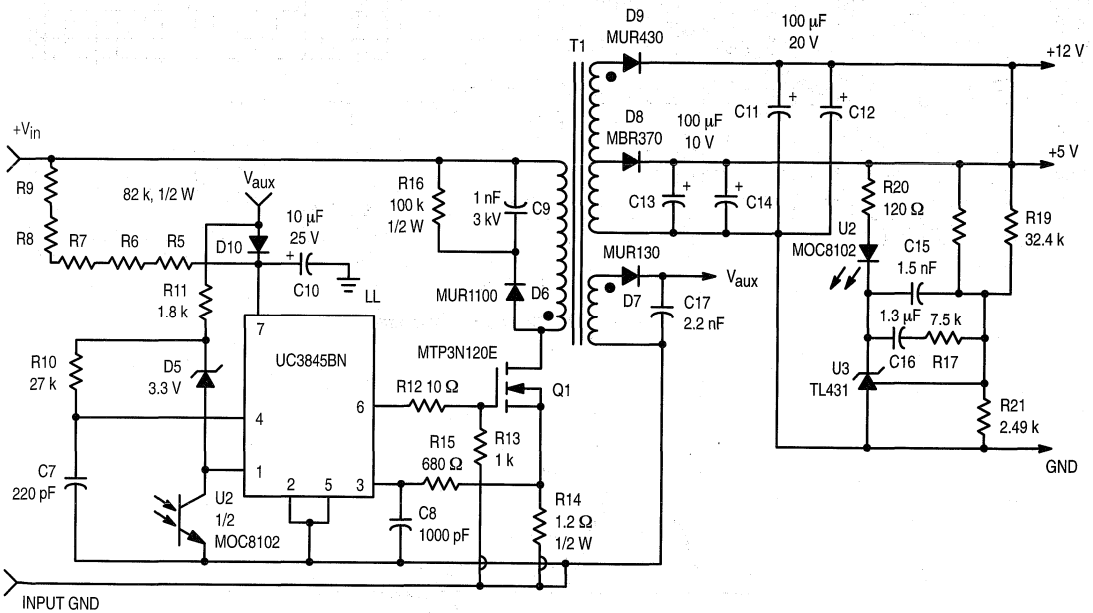 D9
MUR430
100 µF
20 V
T1
+12 V
C11
+
C12
+
D8
MBR370
100 µF
10 V
+5 V
+Vin
R9
R8
82 k, 1/2 W
R7
R6
R5
Vaux
D10
10 µF
25 V
+
C10
LL
R16
100 k
1/2 W
1 nF
3 kV
C9
C13
+
C14
+
R20
120 Ω
U2
MOC8102
C15
1.5 nF
R19
32.4 k
MUR1100
D6
MUR130
D7
Vaux
C17
2.2 nF
R11
1.8 k
R10
27 k
D5
3.3 V
7
UC3845BN
4
1
2
5
6
3
MTP3N120E
Q1
R12 10 Ω
R13
1 k
R15
680 Ω
1.3 µF
C16
7.5 k
R17
U3
TL431
R21
2.49 k
GND
C7
220 pF
U2
1/2
MOC8102
C8
1000 pF
R14
1.2 Ω
1/2 W
INPUT GND